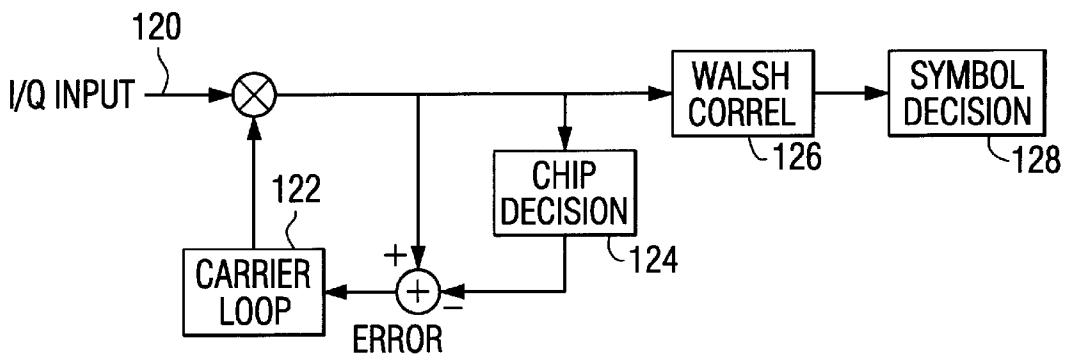 120
I/Q INPUT
WALSH
CORREL
126
SYMBOL
DECISION
128
CHIP
DECISION
124
122
CARRIER
LOOP
+
+
−
ERROR